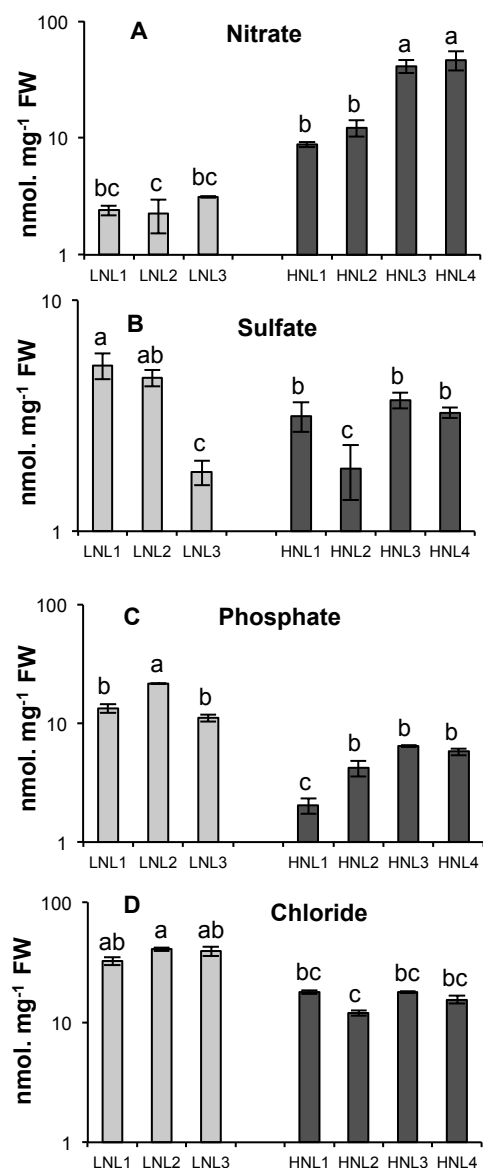 A Nitrate
nmol. mg-1 FW
100
10
1
bc c bc b b a a
LNL1 LNL2 LNL3 HNL1 HNL2 HNL3 HNL4
B Sulfate
nmol. mg-1 FW
10
1
a ab c b c b b
LNL1 LNL2 LNL3 HNL1 HNL2 HNL3 HNL4
C Phosphate
nmol. mg-1 FW
100
10
1
b a b c b b b
LNL1 LNL2 LNL3 HNL1 HNL2 HNL3 HNL4
D Chloride
nmol. mg-1 FW
100
10
1
ab a ab bc c bc bc
LNL1 LNL2 LNL3 HNL1 HNL2 HNL3 HNL4